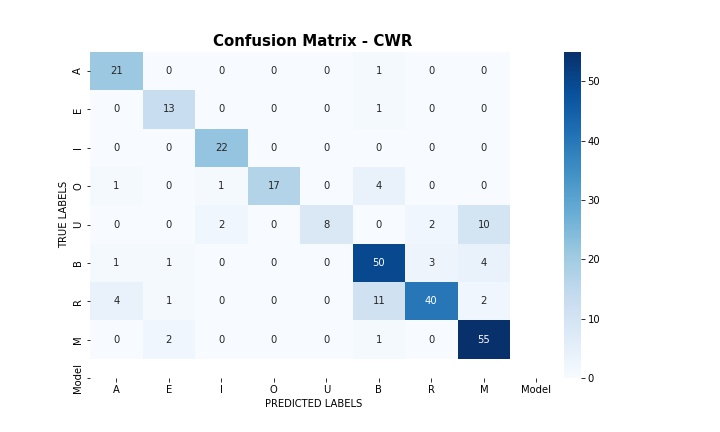 Confusion Matrix - CWR
A 21 0 0 0 0 1 0 0
E 0 13 0 0 0 1 0 0
I 0 0 22 0 0 0 0 0
O 1 0 1 17 0 4 0 0
U 0 0 2 0 8 0 2 10
B 1 1 0 0 0 50 3 4
R 4 1 0 0 0 11 40 2
M 0 2 0 0 0 1 0 55
Model
A E I O U B R M Model
TRUE LABELS
PREDICTED LABELS
50
40
30
20
10
0